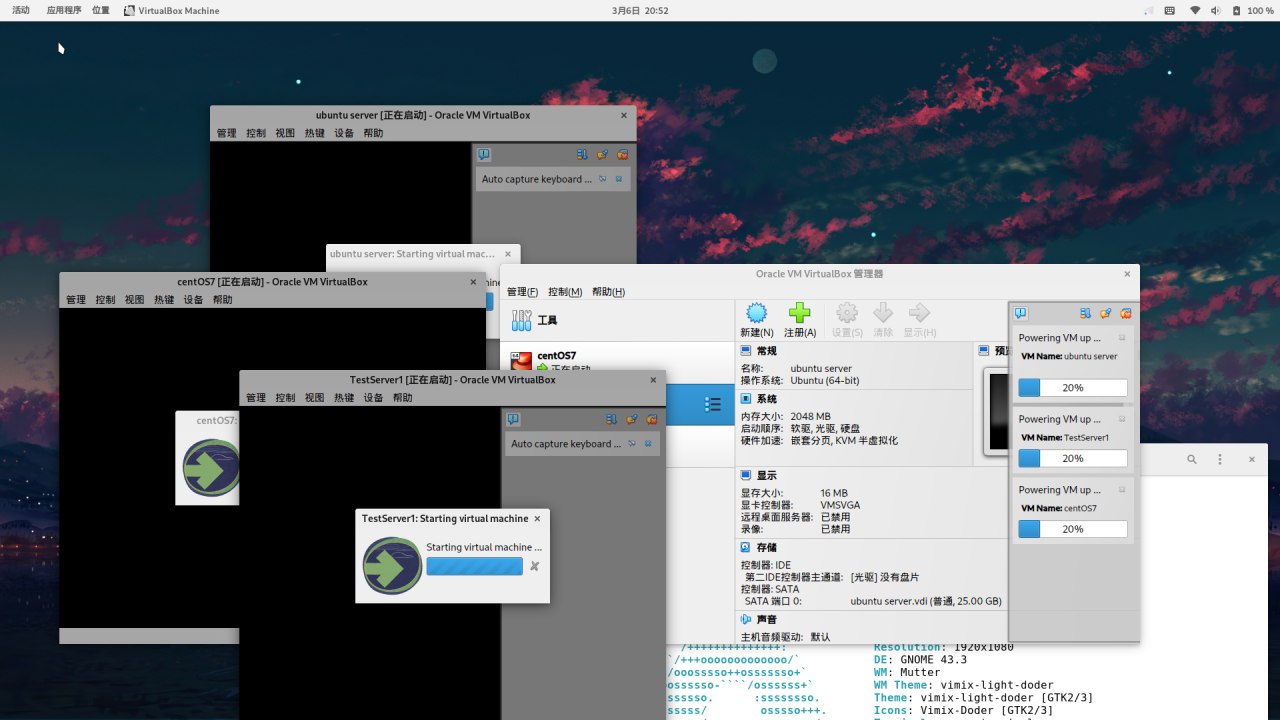 活动 应用程序 位置 VirtualBox Machine 3月6日 20:52 100 %
ubuntu server [正在启动] - Oracle VM VirtualBox
管理 控制 视图 热键 设备 帮助
Auto capture keyboard ...
ubuntu server: Starting virtual mac...
centOS7 [正在启动] - Oracle VM VirtualBox
管理 控制 视图 热键 设备 帮助
centOS7:
TestServer1 [正在启动] - Oracle VM VirtualBox
管理 控制 视图 热键 设备 帮助
Auto capture keyboard ...
TestServer1: Starting virtual machine
Starting virtual machine ...
Oracle VM VirtualBox 管理器
管理(F) 控制(M) 帮助(H)
工具
centOS7
正在启动
新建(N) 注册(A) 设置(S) 清除 显示(H)
常规
名称: ubuntu server
操作系统: Ubuntu (64-bit)
系统
内存大小: 2048 MB
启动顺序: 软驱, 光驱, 硬盘
硬件加速: 嵌套分页, KVM 半虚拟化
显示
显存大小: 16 MB
显卡控制器: VMSVGA
远程桌面服务器: 已禁用
录像: 已禁用
存储
控制器: IDE
第二IDE控制器主通道: [光驱] 没有盘片
控制器: SATA
SATA 端口 0: ubuntu server.vdi (普通, 25.00 GB)
声音
主机音频驱动: 默认
Powering VM up ...
VM Name: ubuntu server
20%
Powering VM up ...
VM Name: TestServer1
20%
Powering VM up ...
VM Name: centOS7
20%
/++++++++++++++: Resolution: 1920x1080
`/+++ooooooooooooo/` DE: GNOME 43.3
/ooosssso++osssssso+` WM: Mutter
ossssso-````/ossssss+` WM Theme: vimix-light-doder
sssssso. :ssssssso. Theme: vimix-light-doder [GTK2/3]
sssss/ osssso+++. Icons: Vimix-Doder [GTK2/3]